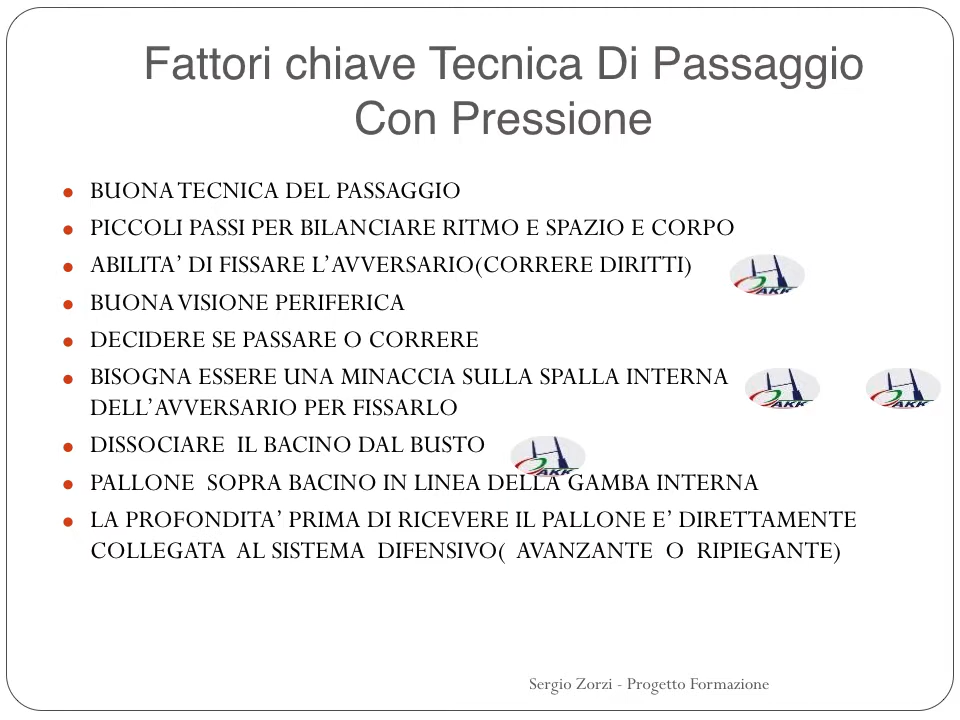 Fattori chiave Tecnica Di Passaggio
Con Pressione
BUONA TECNICA DEL PASSAGGIO
PICCOLI PASSI PER BILANCIARE RITMO E SPAZIO E CORPO
ABILITA’ DI FISSARE L’AVVERSARIO(CORRERE DIRITTI)
BUONA VISIONE PERIFERICA
DECIDERE SE PASSARE O CORRERE
BISOGNA ESSERE UNA MINACCIA SULLA SPALLA INTERNA
DELL’AVVERSARIO PER FISSARLO
DISSOCIARE IL BACINO DAL BUSTO
PALLONE SOPRA BACINO IN LINEA DELLA GAMBA INTERNA
LA PROFONDITA’ PRIMA DI RICEVERE IL PALLONE E’ DIRETTAMENTE
COLLEGATA AL SISTEMA DIFENSIVO( AVANZANTE O RIPIEGANTE)
Sergio Zorzi - Progetto Formazione